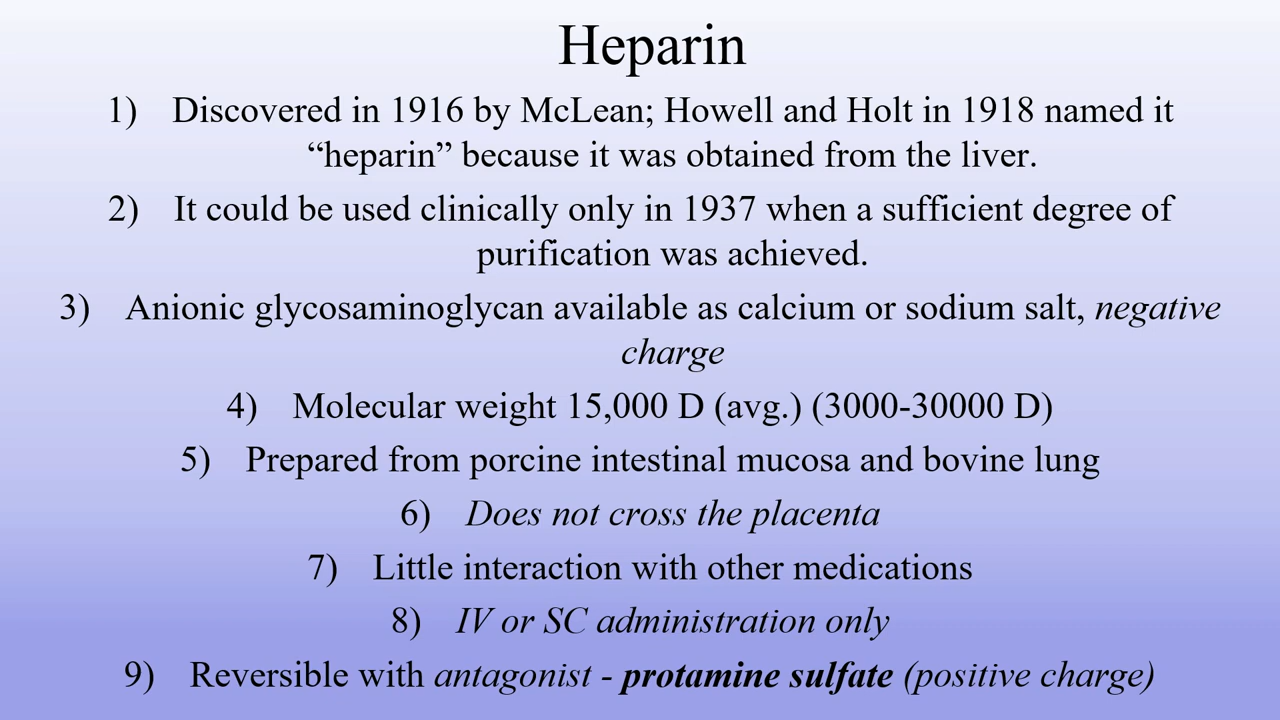 Heparin
1) Discovered in 1916 by McLean; Howell and Holt in 1918 named it
“heparin” because it was obtained from the liver.
2) It could be used clinically only in 1937 when a sufficient degree of
purification was achieved.
3) Anionic glycosaminoglycan available as calcium or sodium salt, negative
charge
4) Molecular weight 15,000 D (avg.) (3000-30000 D)
5) Prepared from porcine intestinal mucosa and bovine lung
6) Does not cross the placenta
7) Little interaction with other medications
8) IV or SC administration only
9) Reversible with antagonist - protamine sulfate (positive charge)